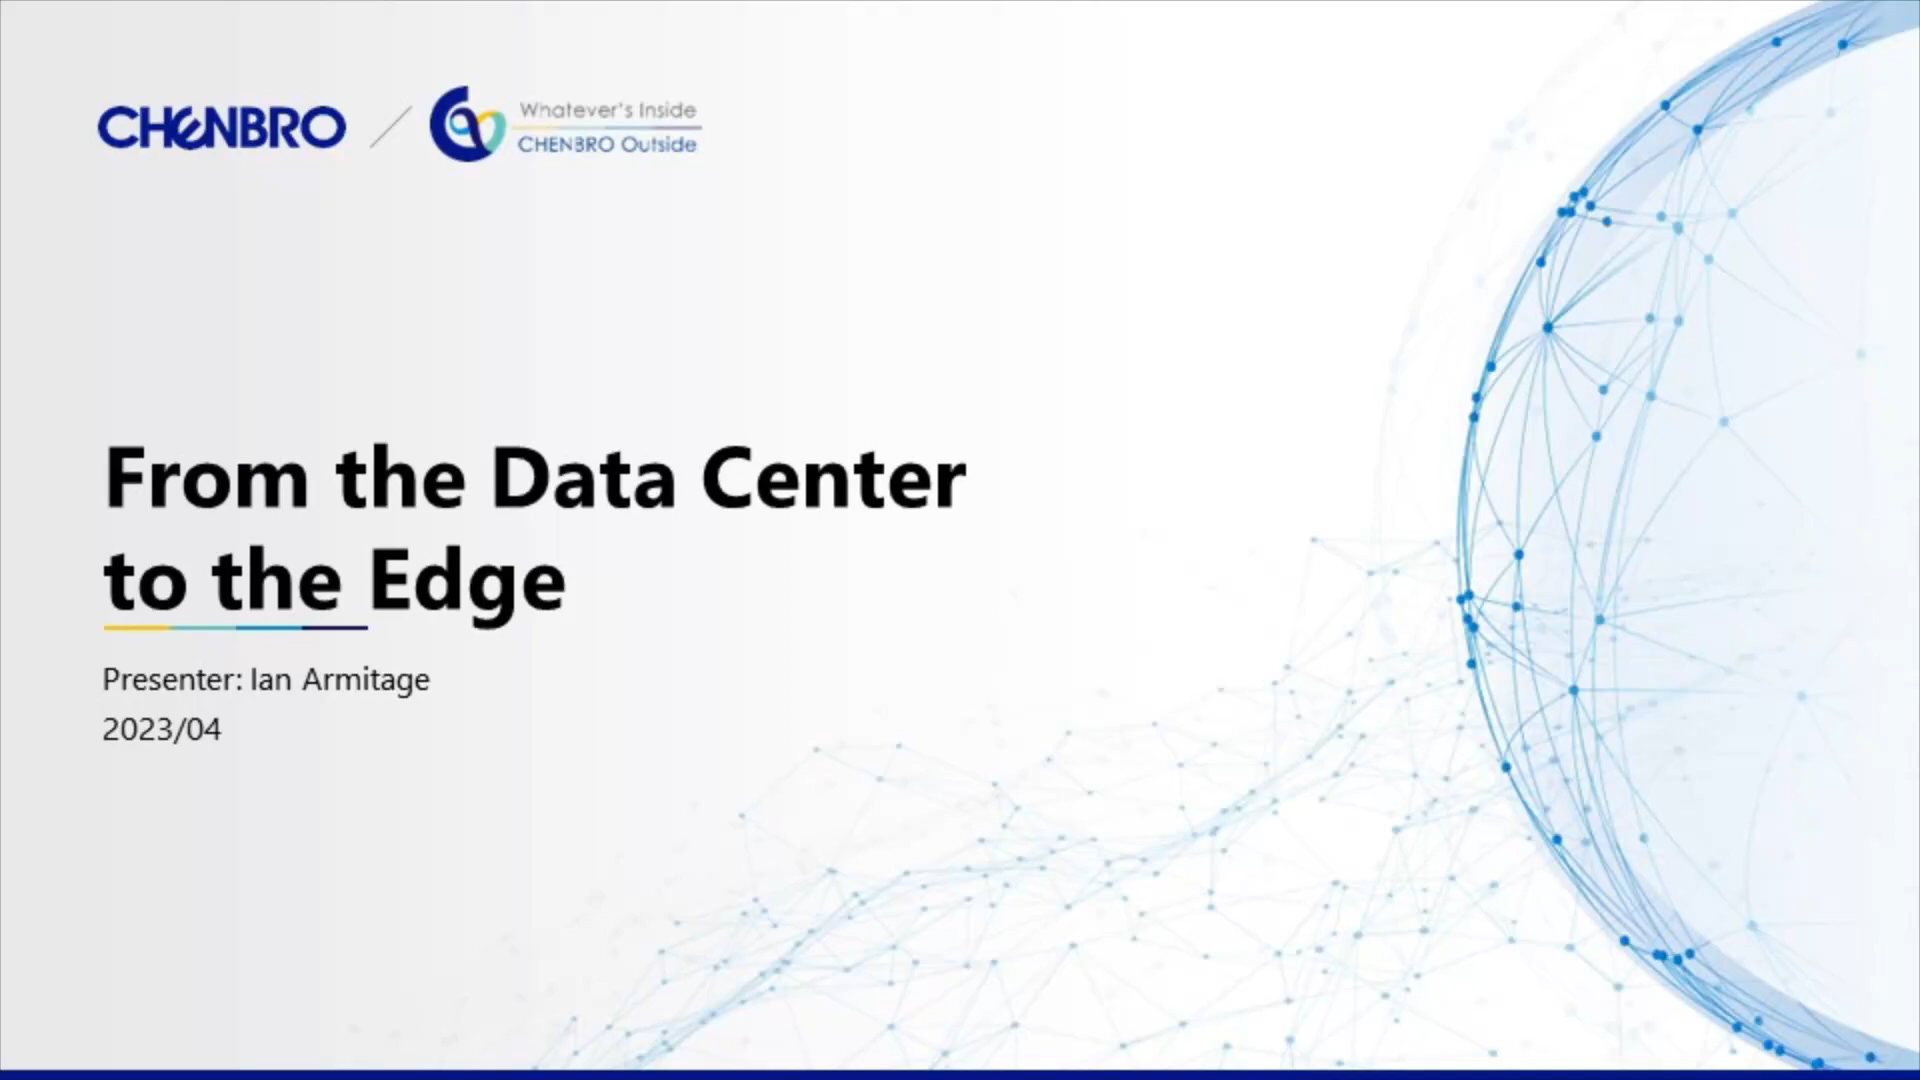 CHENBRO
Whatever's Inside
CHENBRO Outside
From the Data Center
to the Edge
Presenter: Ian Armitage
2023/04